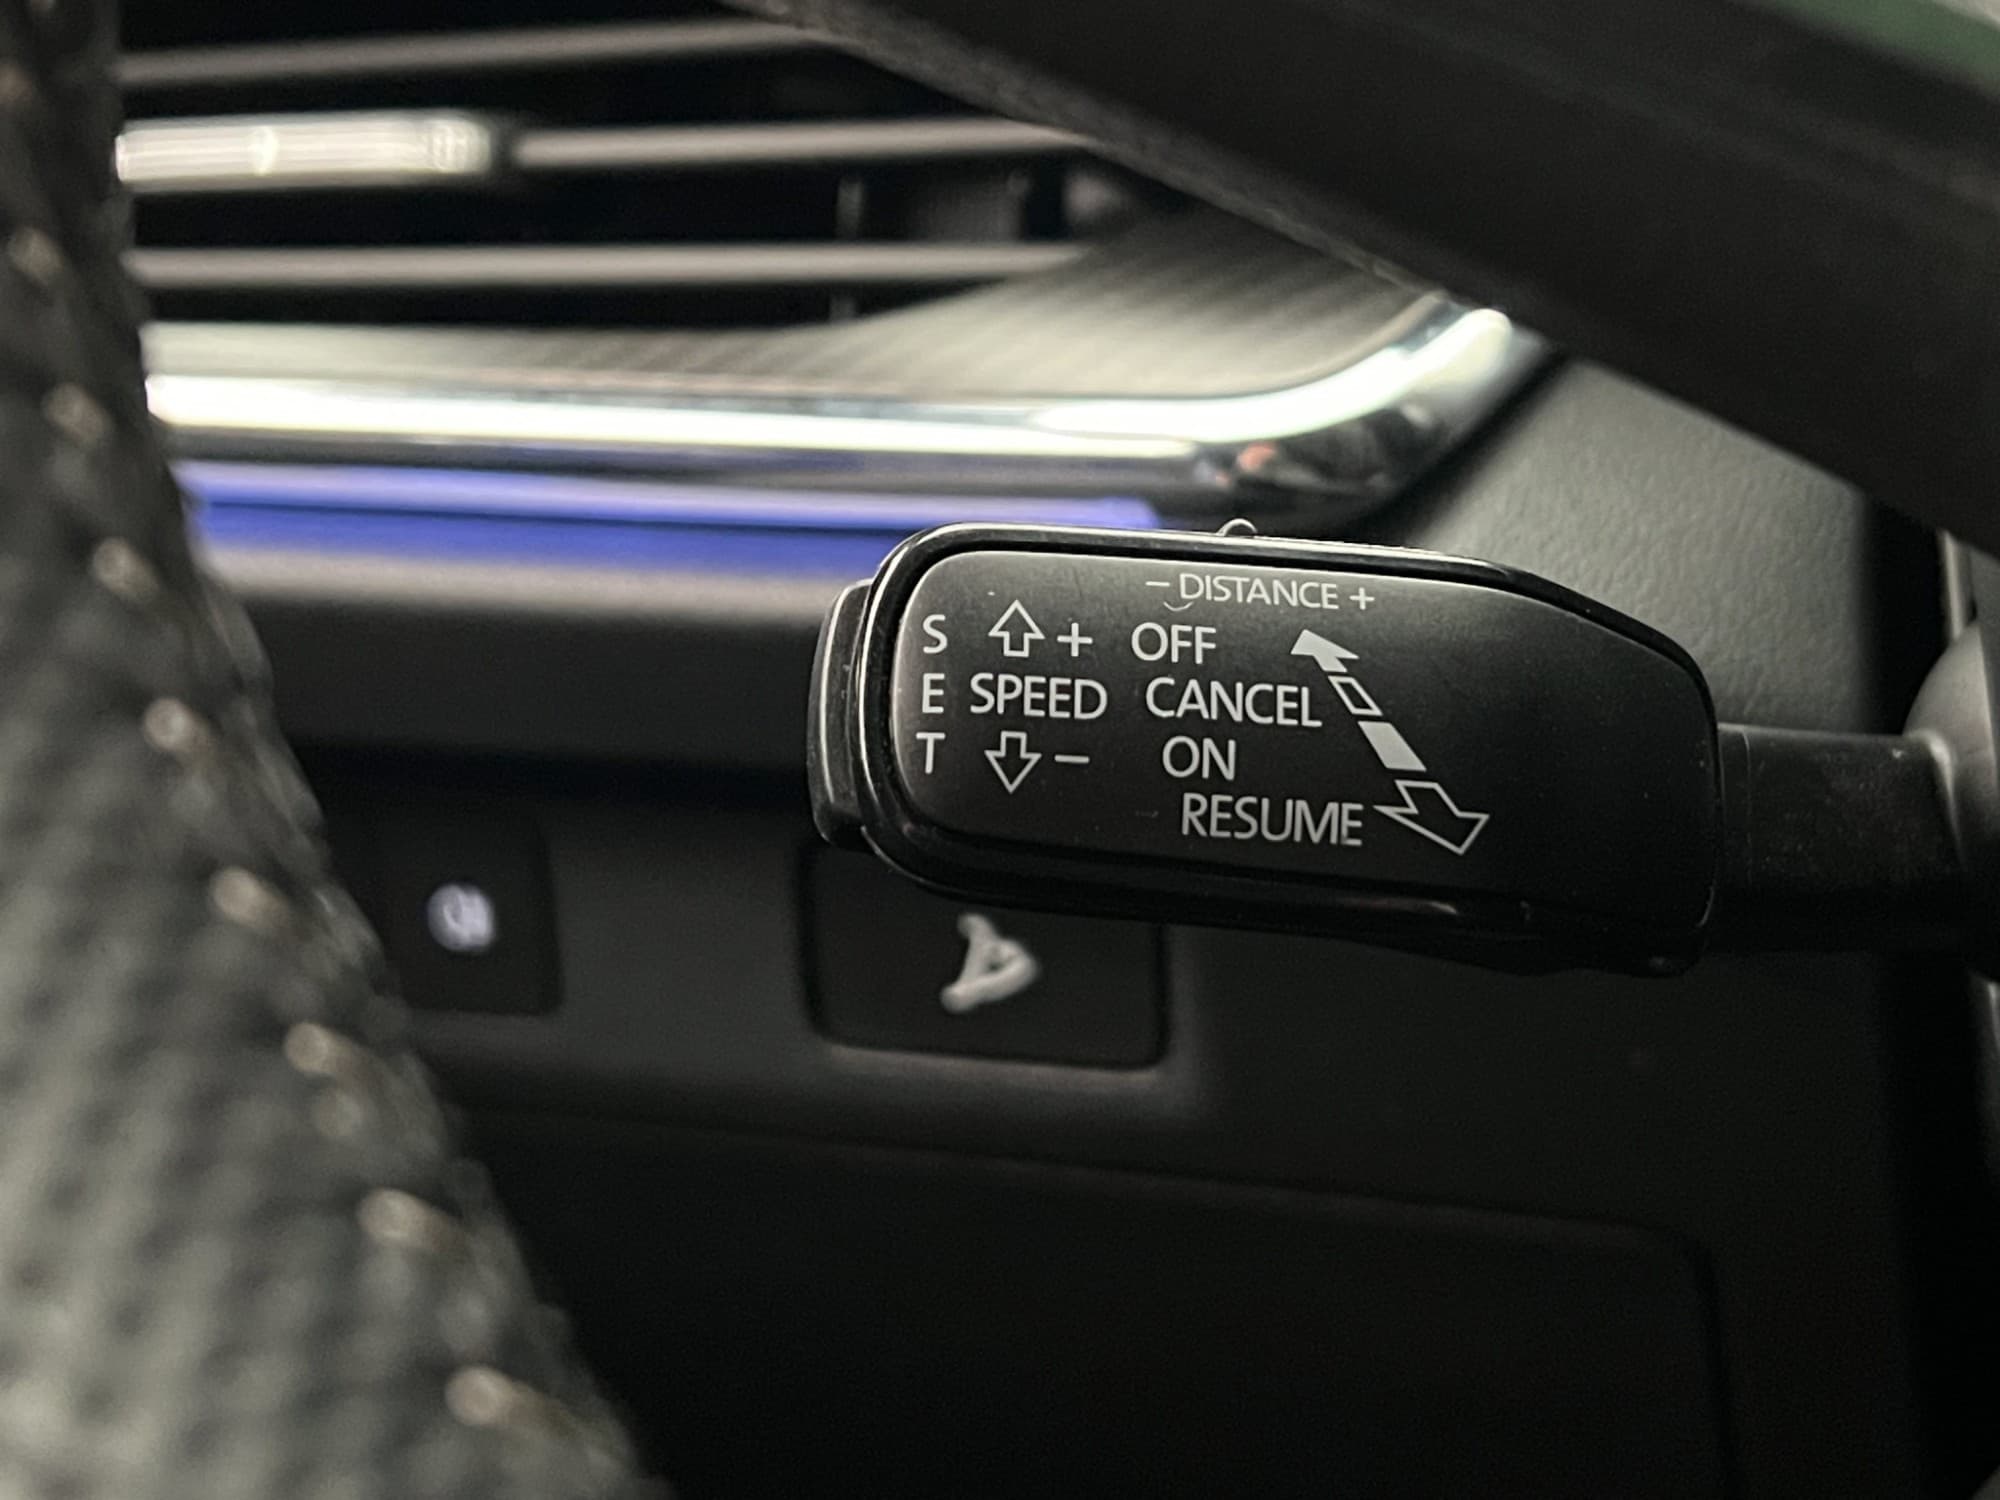 − DISTANCE +
S
E
T
+
SPEED
−
OFF
CANCEL
ON
RESUME